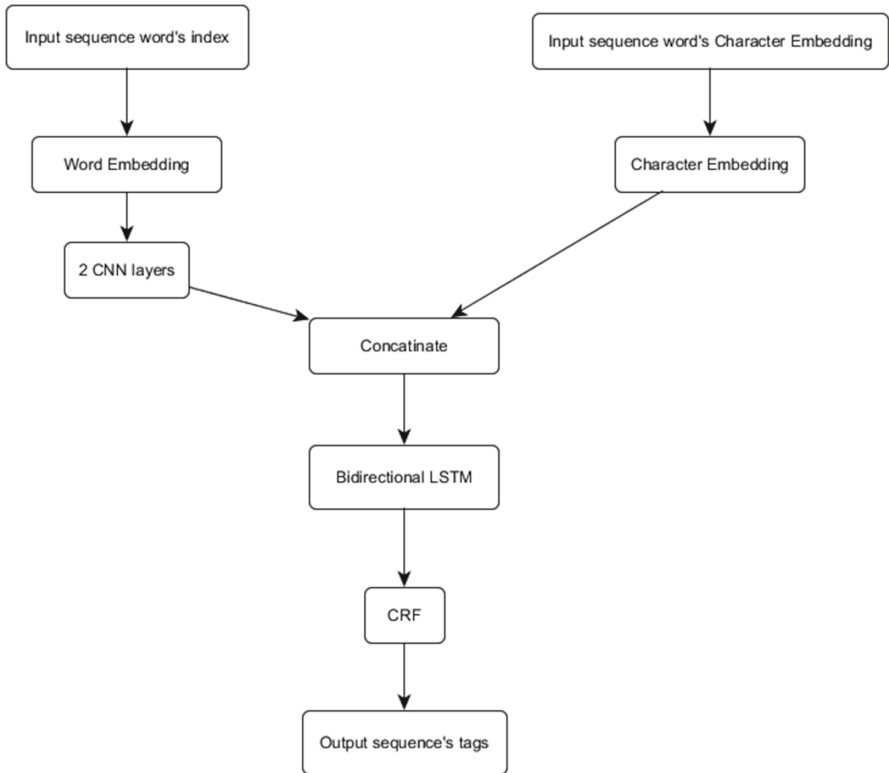 Input sequence word's index
Input sequence word's Character Embedding
Word Embedding
Character Embedding
2 CNN layers
Concatinate
Bidirectional LSTM
CRF
Output sequence's tags